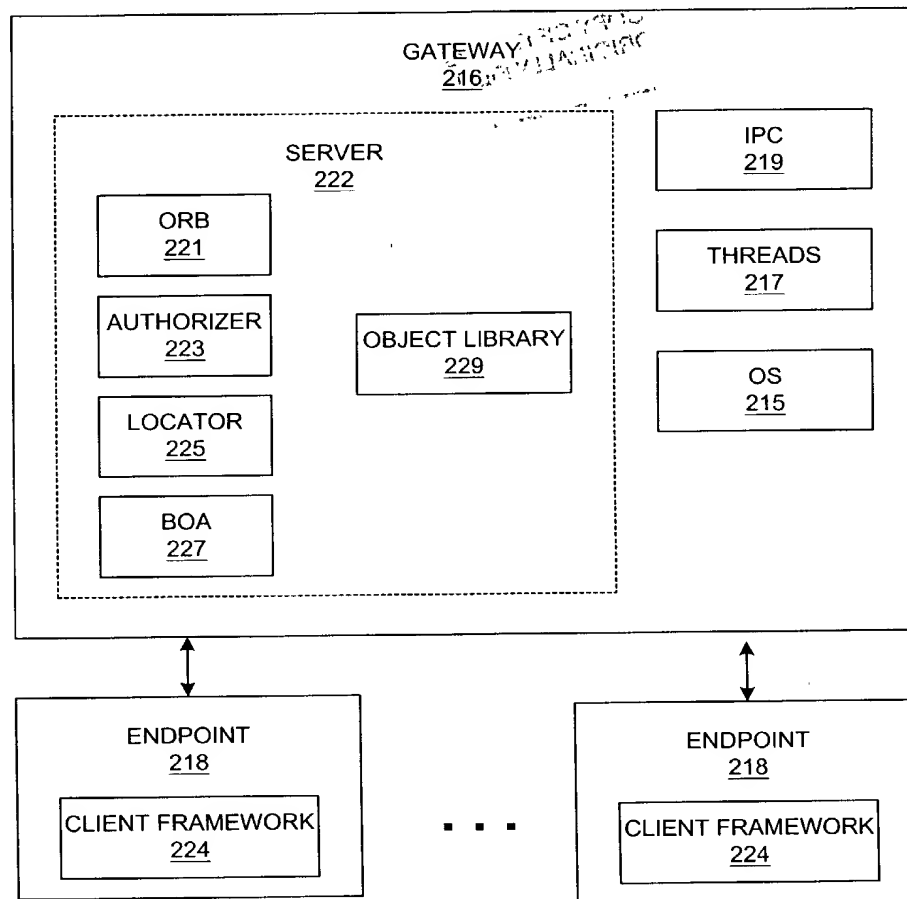 GATEWAY
216
SERVER
222
IPC
219
ORB
221
THREADS
217
AUTHORIZER
223
OBJECT LIBRARY
229
OS
215
LOCATOR
225
BOA
227
ENDPOINT
218
CLIENT FRAMEWORK
224
. . .
ENDPOINT
218
CLIENT FRAMEWORK
224